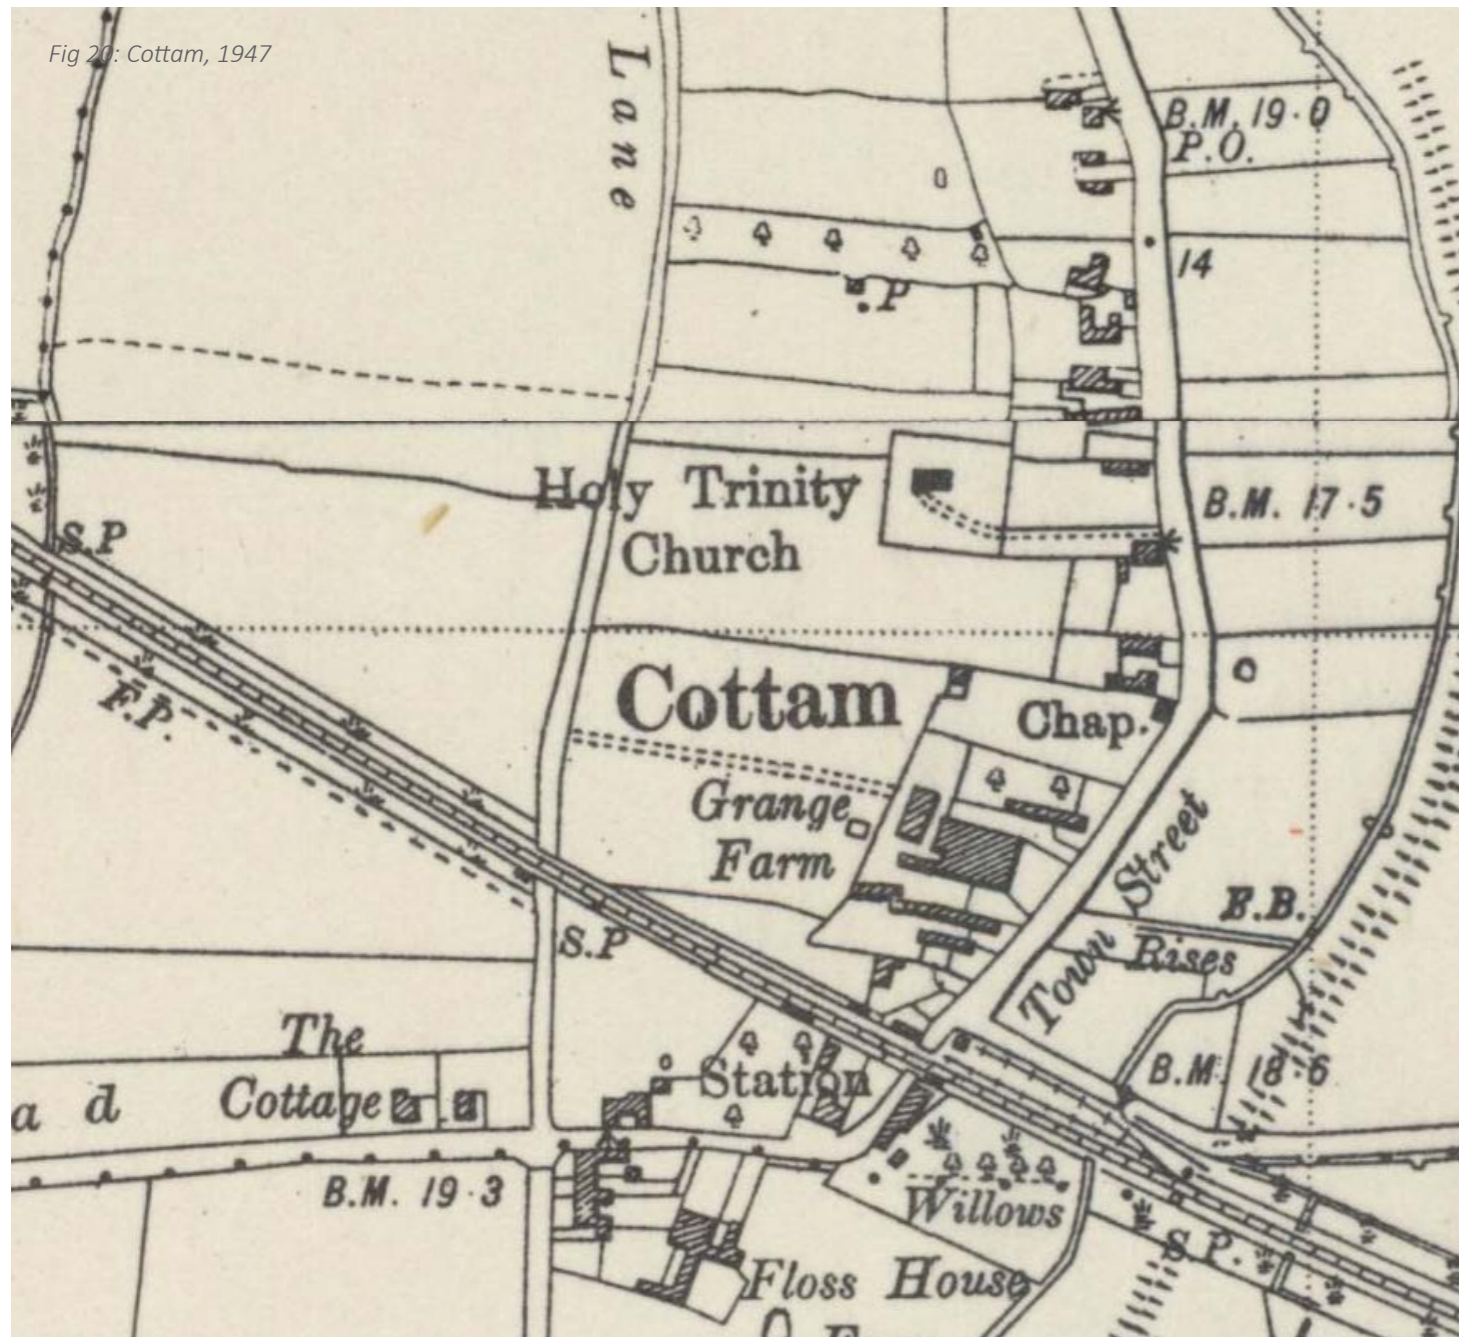 Fig 20: Cottam, 1947
Lane
B.M. 19·0
P.O.
14
P
Holy Trinity
Church
B.M. 17·5
S.P
F.P.
Cottam
Chap.
Grange
Farm
Town Street
F.B.
Rises
S.P
The
Cottage
a d
Station
B.M. 18·6
B.M. 19·3
Willows
S.P.
Floss House